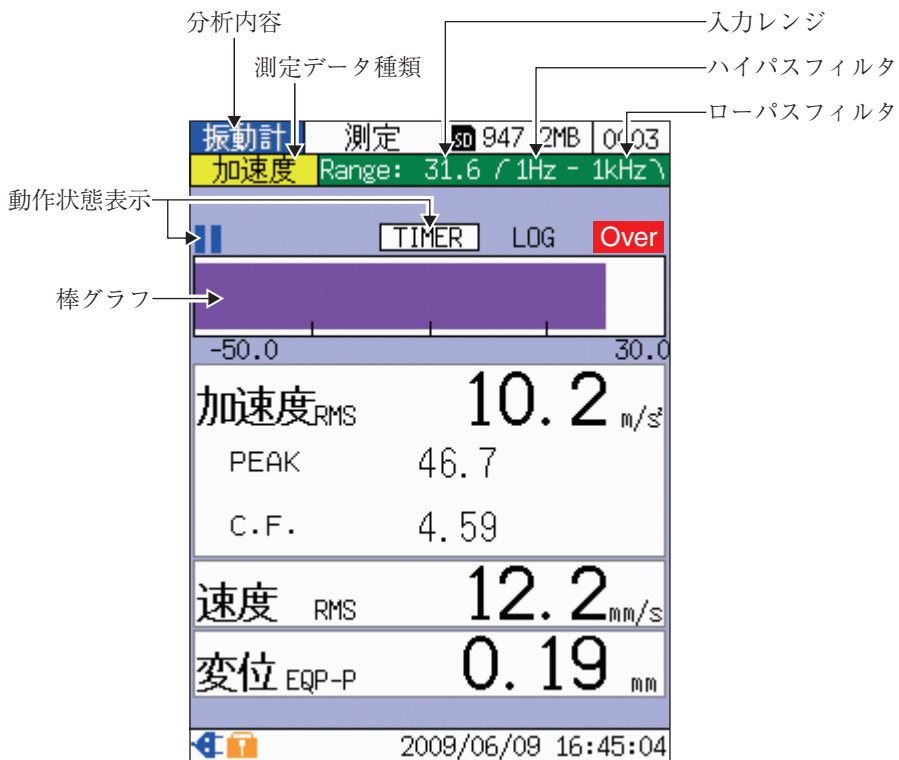 分析内容
入力レンジ
測定データ種類
ハイパスフィルタ
ローパスフィルタ
振動計 測定 SD 947.2MB 0003
加速度 Range: 31.6 ( 1Hz - 1kHz )
動作状態表示
TIMER LOG Over
棒グラフ
-50.0 30.0
加速度RMS 10.2 m/s²
PEAK 46.7
C.F. 4.59
速度 RMS 12.2 mm/s
変位 EQP-P 0.19 mm
2009/06/09 16:45:04